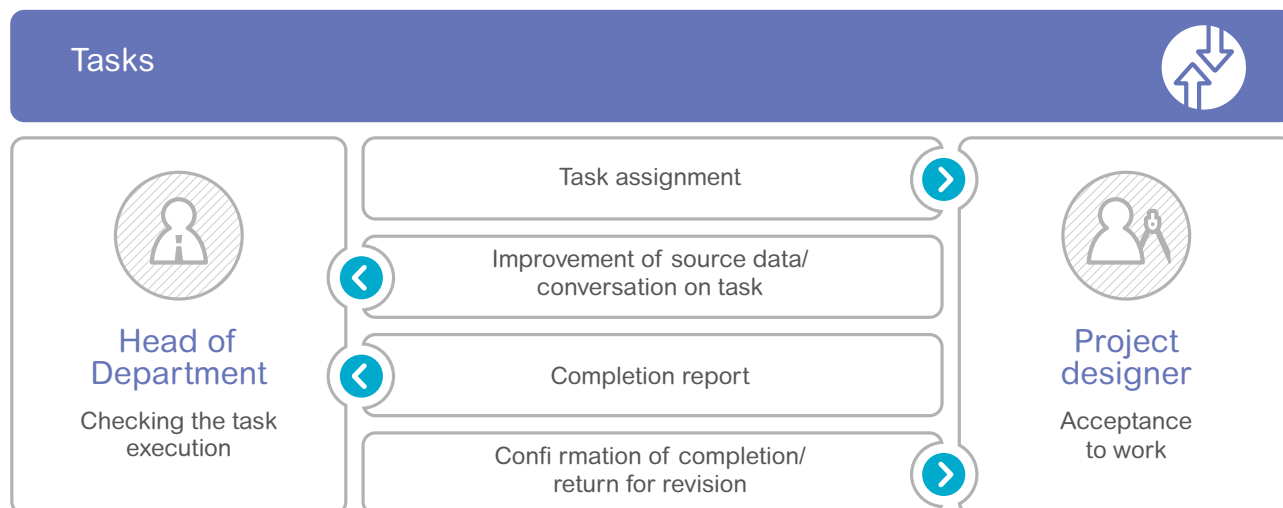 Tasks
Task assignment
Improvement of source data/
conversation on task
Head of
Department
Checking the task
execution
Completion report
Confi rmation of completion/
return for revision
Project
designer
Acceptance
to work